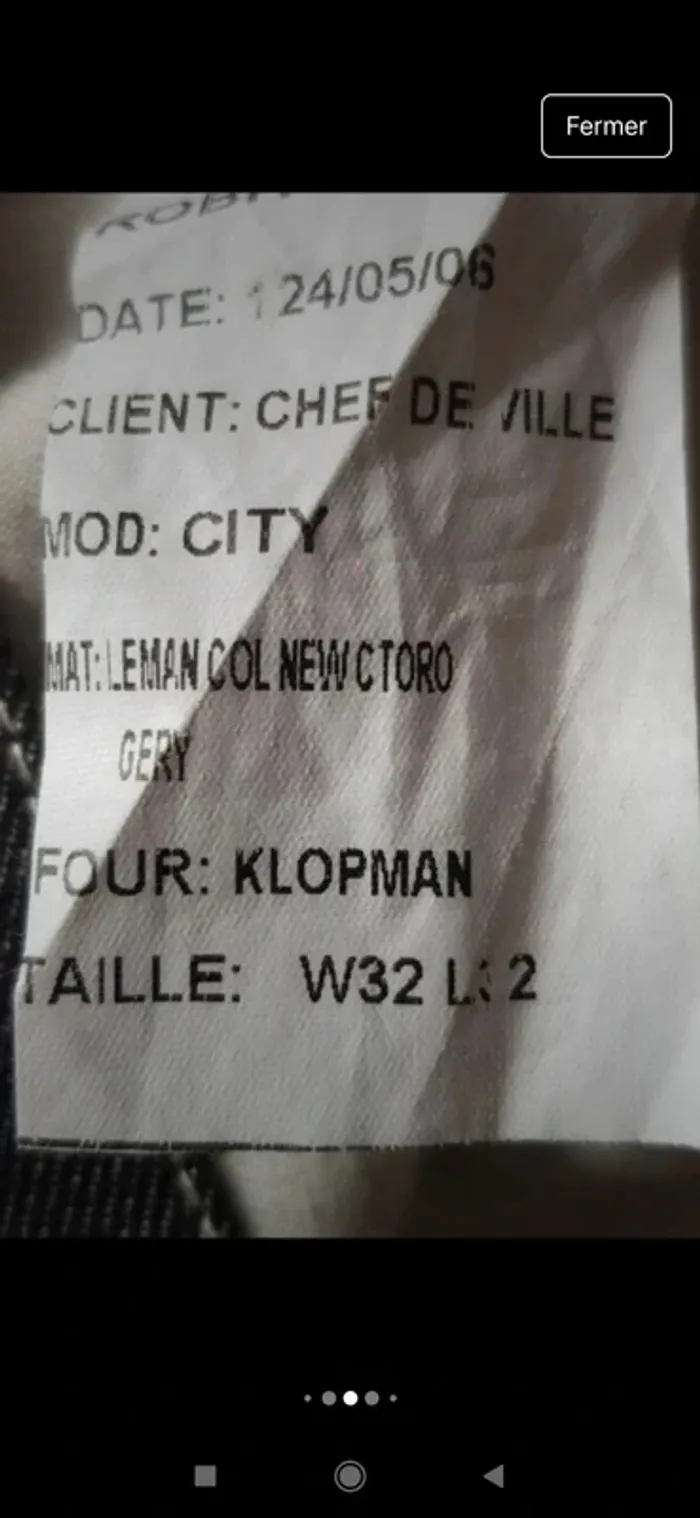 Fermer
DATE: 24/05/06
CLIENT: CHEF DE VILLE
MOD: CITY
MAT: LEMAN COL NEW CTORO
GERY
FOUR: KLOPMAN
TAILLE: W32 L 2